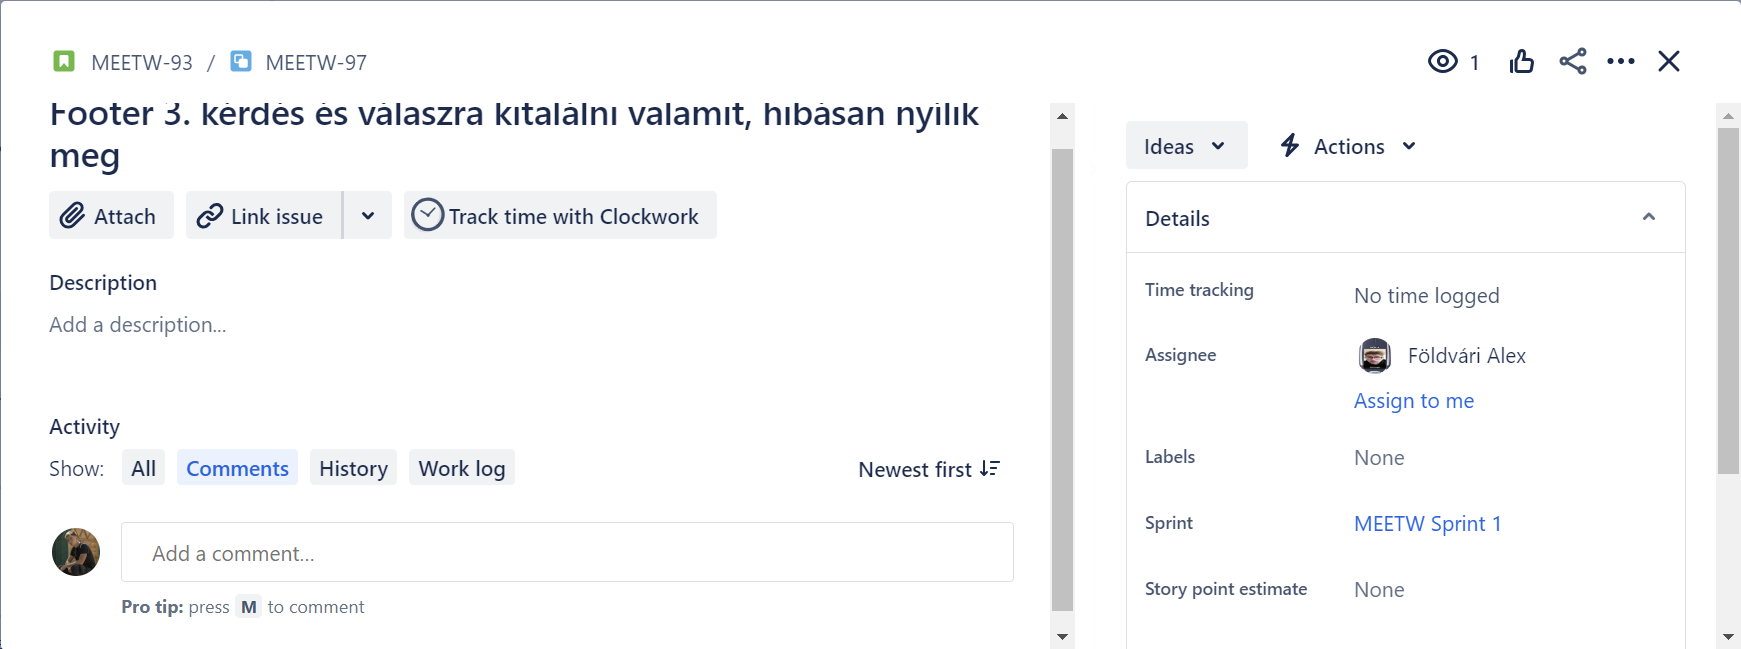 MEETW-93 / MEETW-97
1
Footer 3. kérdés és válaszra kitalálni valamit, hibásan nyílik
meg
Attach
Link issue
Track time with Clockwork
Description
Add a description...
Activity
Show: All Comments History Work log
Newest first
Add a comment...
Pro tip: press M to comment
Ideas
Actions
Details
Time tracking
No time logged
Assignee
Földvári Alex
Assign to me
Labels
None
Sprint
MEETW Sprint 1
Story point estimate
None